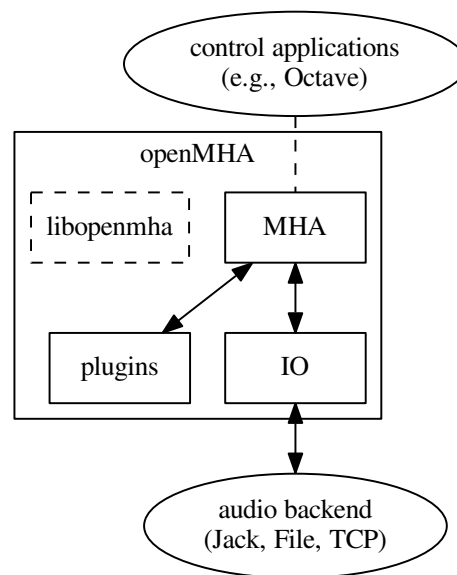 control applications
(e.g., Octave)
openMHA
libopenmha
MHA
plugins
IO
audio backend
(Jack, File, TCP)